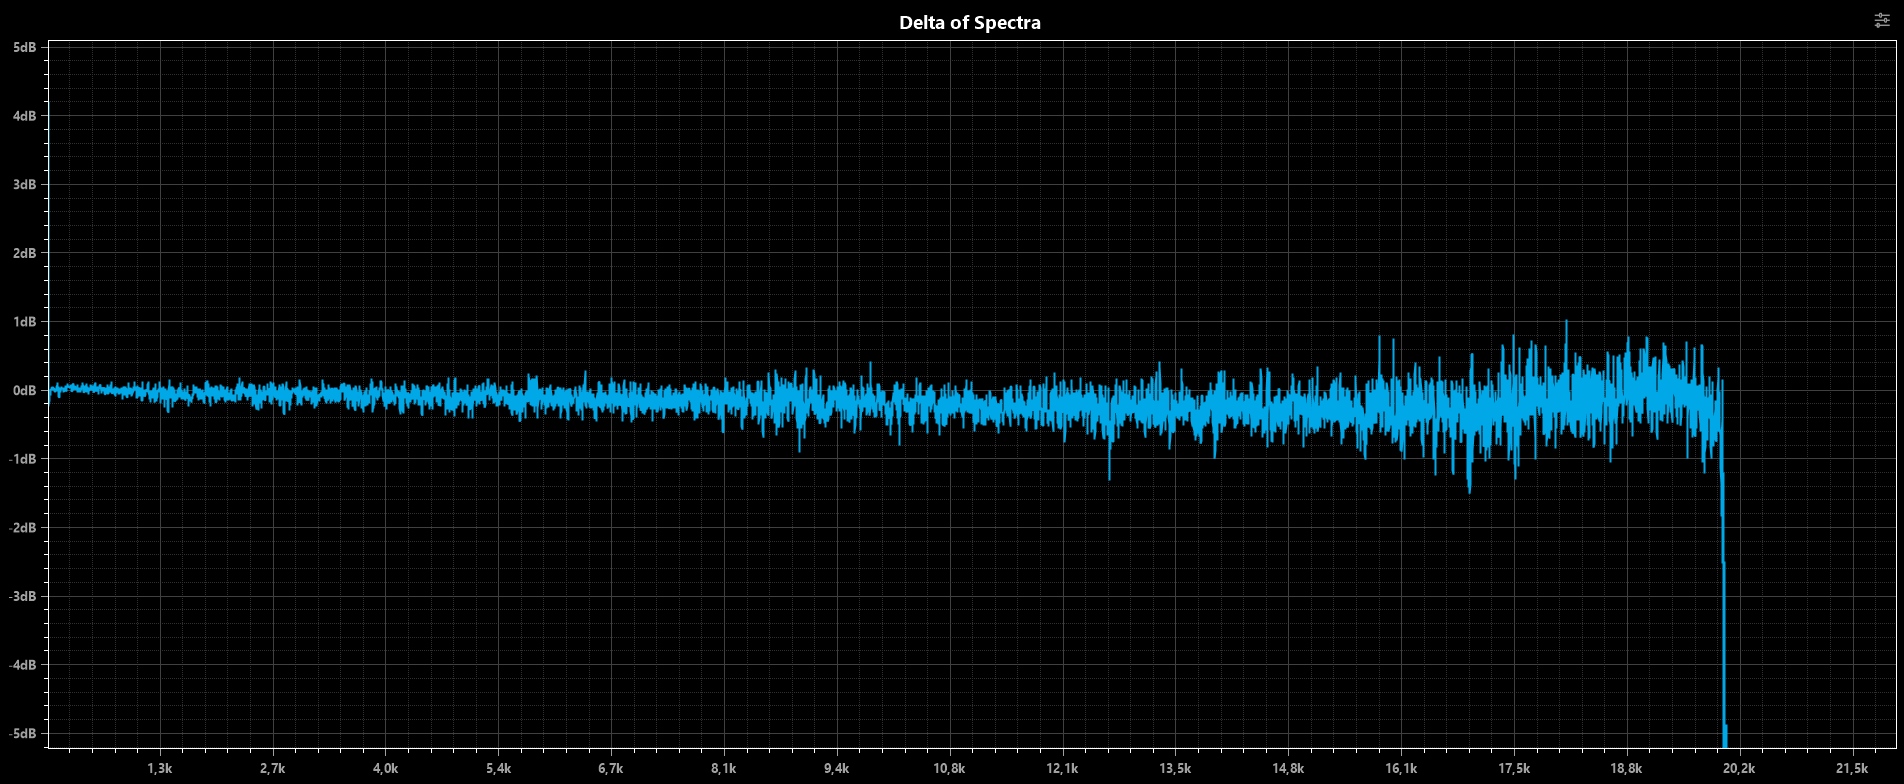 Delta of Spectra
5dB
4dB
3dB
2dB
1dB
0dB
-1dB
-2dB
-3dB
-4dB
-5dB
1,3k 2,7k 4,0k 5,4k 6,7k 8,1k 9,4k 10,8k 12,1k 13,5k 14,8k 16,1k 17,5k 18,8k 20,2k 21,5k